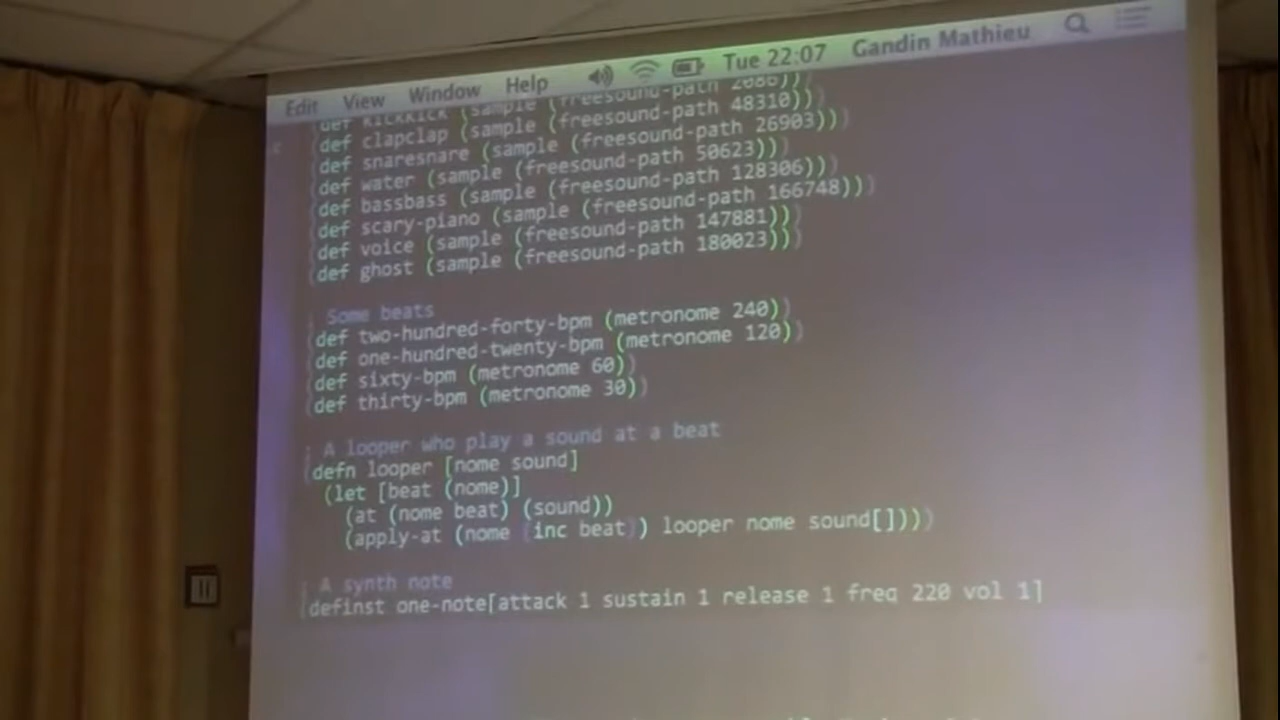 Edit View Window Help Tue 22:07 Gandin Mathieu
(def kickkick (sample (freesound-path 2086))
(def clapclap (sample (freesound-path 48310)))
(def snaresnare (sample (freesound-path 26903)))
(def water (sample (freesound-path 50623)))
(def bassbass (sample (freesound-path 128306)))
(def scary-piano (sample (freesound-path 166748)))
(def voice (sample (freesound-path 147881)))
(def ghost (sample (freesound-path 180023)))
; Some beats
(def two-hundred-forty-bpm (metronome 240))
(def one-hundred-twenty-bpm (metronome 120))
(def sixty-bpm (metronome 60))
(def thirty-bpm (metronome 30))
; A looper who play a sound at a beat
(defn looper [nome sound]
(let [beat (nome)]
(at (nome beat) (sound))
(apply-at (nome (inc beat)) looper nome sound[])))
; A synth note
(definst one-note[attack 1 sustain 1 release 1 freq 220 vol 1]